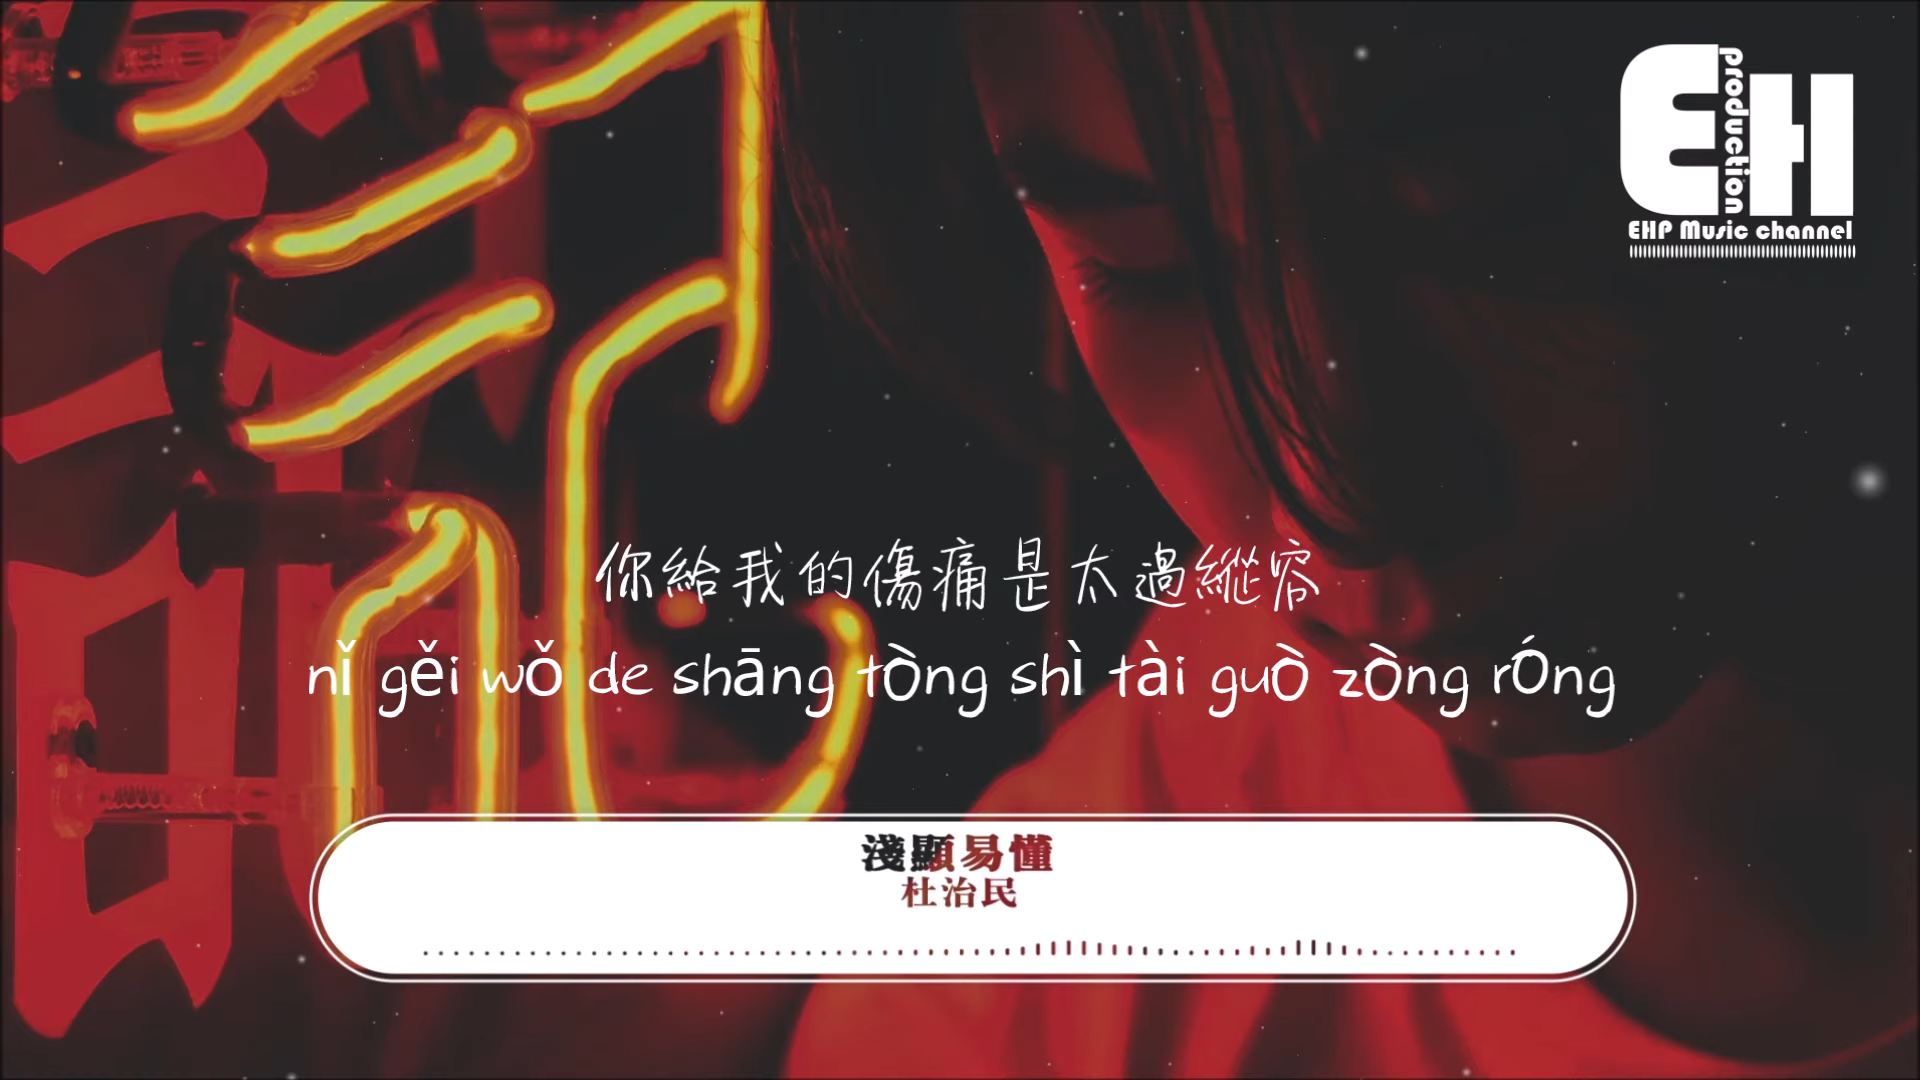 production
EH
EHP Music channel
你給我的傷痛是太過縱容
nǐ gěi wǒ de shāng tòng shì tài guò zòng róng
淺顯易懂
杜治民